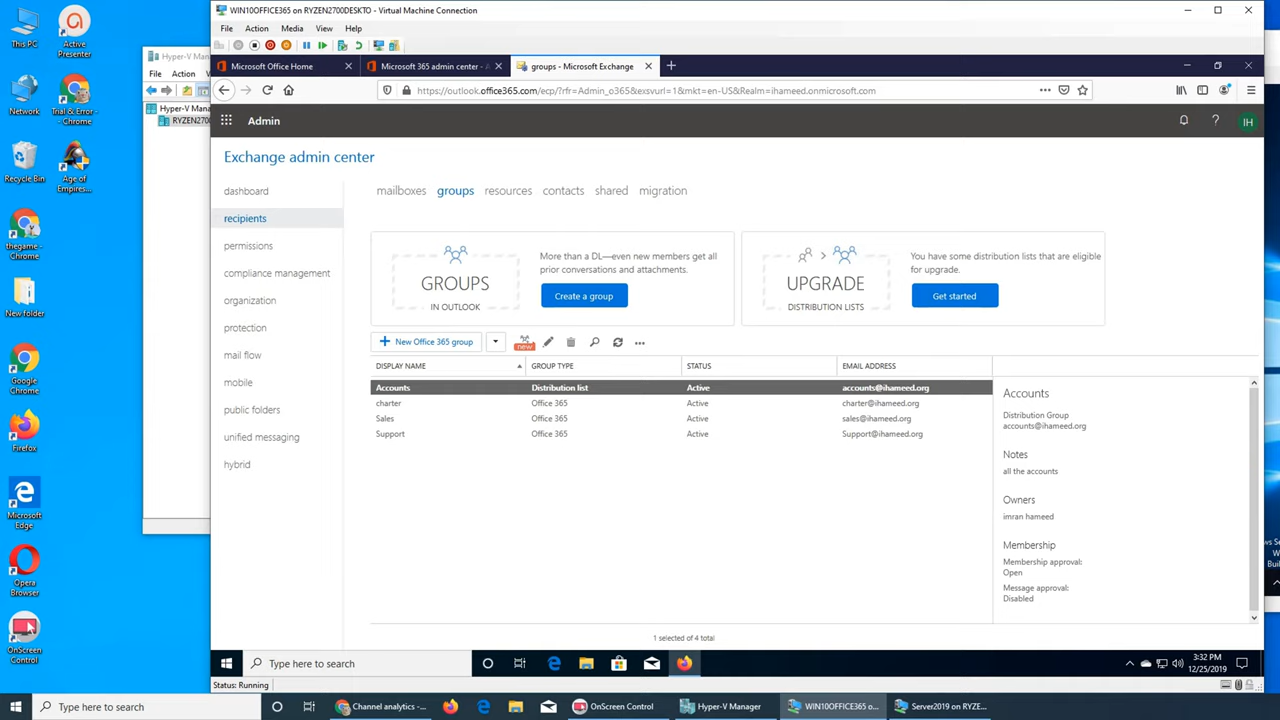 WIN10OFFICE365 on RYZEN2700DESKTO - Virtual Machine Connection
File Action Media View Help
Microsoft Office Home
Microsoft 365 admin center - A
groups - Microsoft Exchange
https://outlook.office365.com/ecp/?rfr=Admin_o365&exsvurl=1&mkt=en-US&Realm=ihameed.onmicrosoft.com
Admin
IH
Exchange admin center
dashboard
recipients
permissions
compliance management
organization
protection
mail flow
mobile
public folders
unified messaging
hybrid
mailboxes groups resources contacts shared migration
GROUPS
IN OUTLOOK
More than a DL—even new members get all
prior conversations and attachments.
Create a group
UPGRADE
DISTRIBUTION LISTS
You have some distribution lists that are eligible
for upgrade.
Get started
New Office 365 group
new
DISPLAY NAME GROUP TYPE STATUS EMAIL ADDRESS
Accounts Distribution list Active accounts@ihameed.org
charter Office 365 Active charter@ihameed.org
Sales Office 365 Active sales@ihameed.org
Support Office 365 Active Support@ihameed.org
Accounts
Distribution Group
accounts@ihameed.org
Notes
all the accounts
Owners
imran hameed
Membership
Membership approval:
Open
Message approval:
Disabled
1 selected of 4 total
Type here to search
3:32 PM
12/25/2019
Status: Running
Hyper-V Mana
File Action V
Hyper-V Mana
RYZEN2700
This PC
Active
Presenter
Network
Trial & Error -
Chrome
Recycle Bin
Age of
Empires...
thegame -
Chrome
New folder
Google
Chrome
Firefox
Microsoft
Edge
Opera
Browser
OnScreen
Control
Type here to search
Channel analytics -...
OnScreen Control
Hyper-V Manager
WIN10OFFICE365 o...
Server2019 on RYZE...